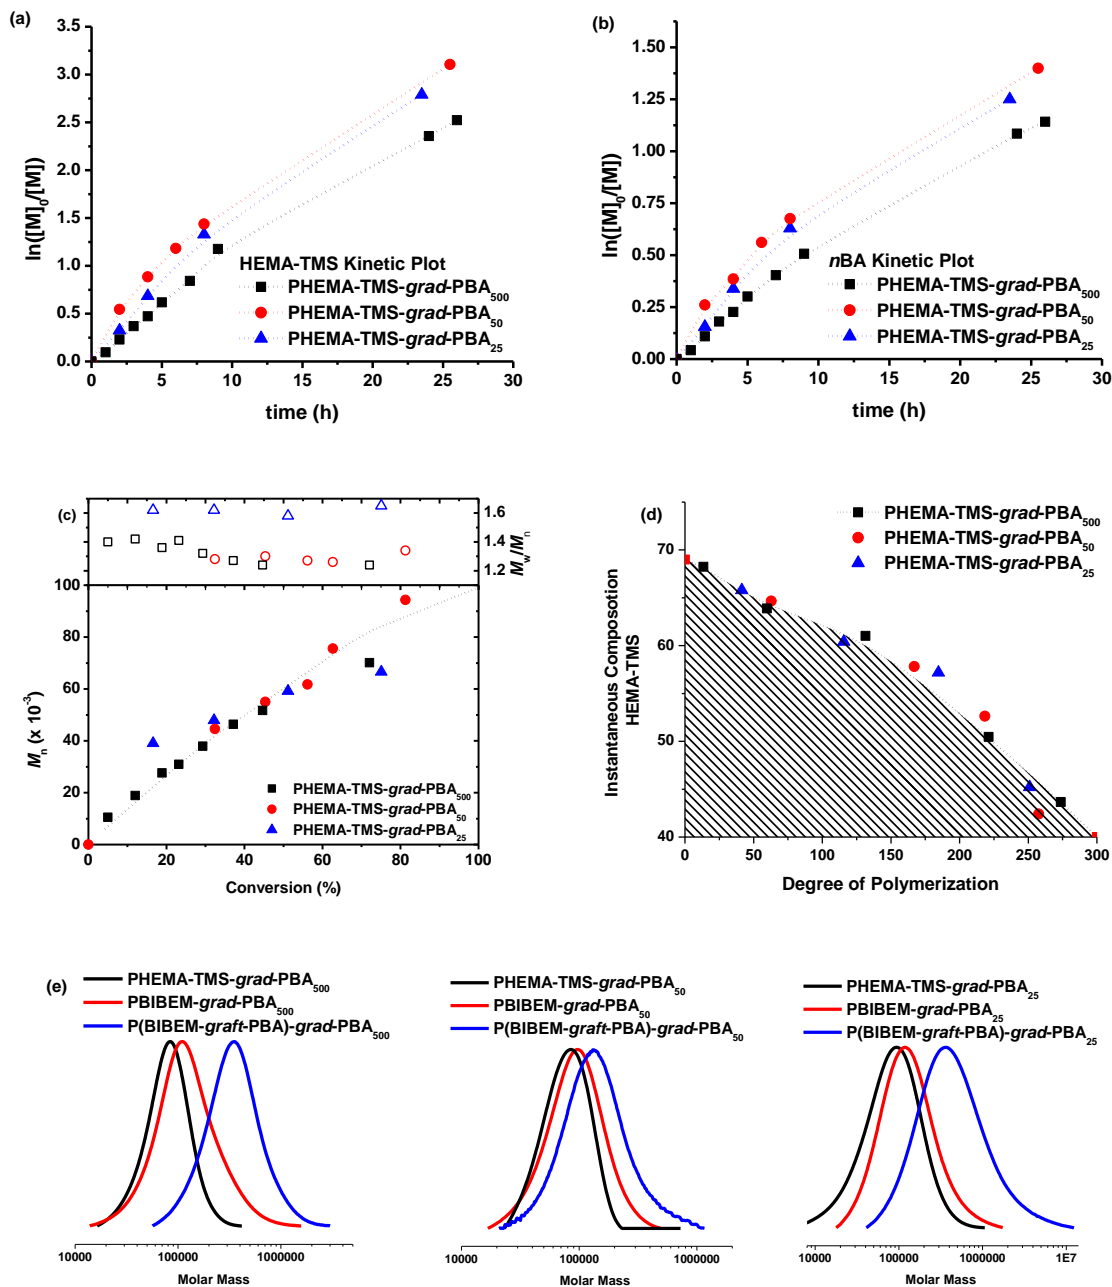 (a)
3.5
3.0
2.5
2.0
1.5
1.0
0.5
0.0
ln([M]0/[M])
HEMA-TMS Kinetic Plot
PHEMA-TMS-grad-PBA500
PHEMA-TMS-grad-PBA50
PHEMA-TMS-grad-PBA25
0 5 10 15 20 25 30
time (h)
(b)
1.50
1.25
1.00
0.75
0.50
0.25
0.00
ln([M]0/[M])
nBA Kinetic Plot
PHEMA-TMS-grad-PBA500
PHEMA-TMS-grad-PBA50
PHEMA-TMS-grad-PBA25
0 5 10 15 20 25 30
time (h)
(c)
1.6
1.4
1.2
Mw/Mn
100
80
60
40
20
0
Mn (x 10-3)
PHEMA-TMS-grad-PBA500
PHEMA-TMS-grad-PBA50
PHEMA-TMS-grad-PBA25
0 20 40 60 80 100
Conversion (%)
(d)
PHEMA-TMS-grad-PBA500
PHEMA-TMS-grad-PBA50
PHEMA-TMS-grad-PBA25
70
60
50
40
Instantaneous Composotion
HEMA-TMS
0 50 100 150 200 250 300
Degree of Polymerization
(e)
PHEMA-TMS-grad-PBA500
PBIBEM-grad-PBA500
P(BIBEM-graft-PBA)-grad-PBA500
10000 100000 1000000
Molar Mass
PHEMA-TMS-grad-PBA50
PBIBEM-grad-PBA50
P(BIBEM-graft-PBA)-grad-PBA50
10000 100000 1000000
Molar Mass
PHEMA-TMS-grad-PBA25
PBIBEM-grad-PBA25
P(BIBEM-graft-PBA)-grad-PBA25
10000 100000 1000000 1E7
Molar Mass